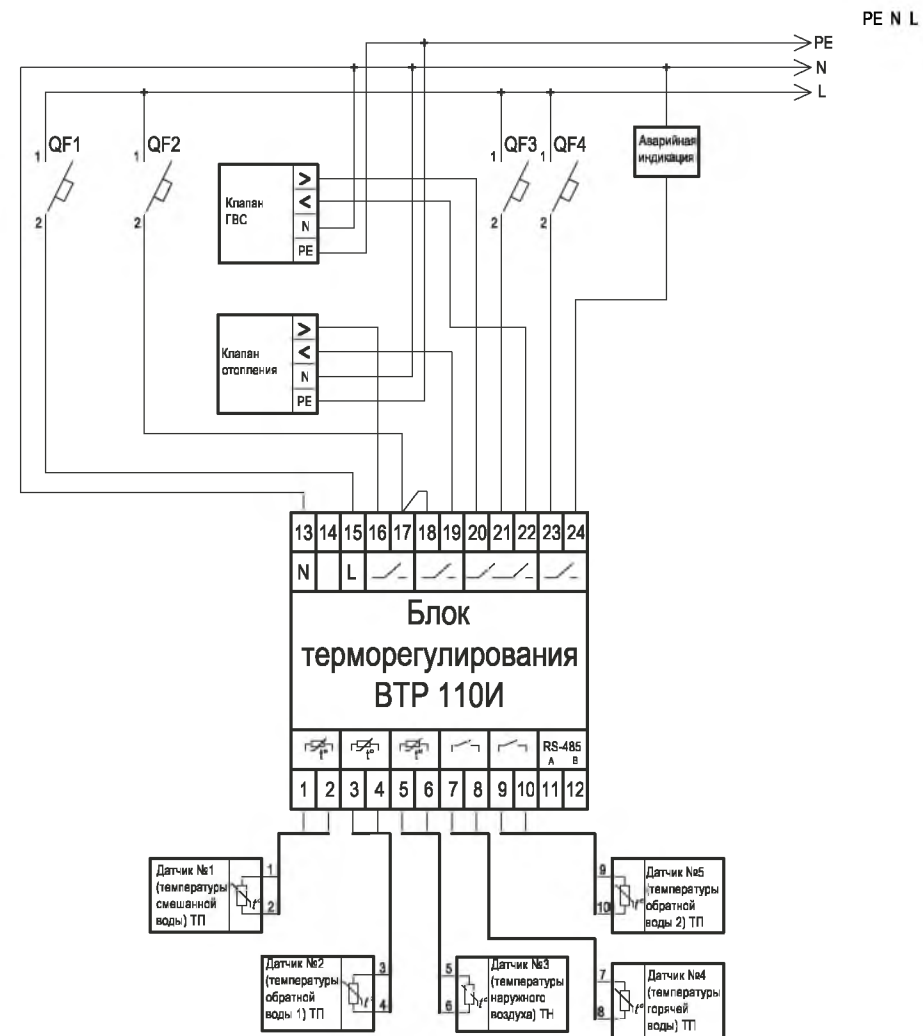 PE N L
PE
N
L
QF1
QF2
QF3
QF4
1
1
1
1
2
2
2
2
Аварийная
индикация
Клапан
ГВС
>
<
N
PE
Клапан
отопления
>
<
N
PE
13 14 15 16 17 18 19 20 21 22 23 24
N L
Блок
терморегулирования
ВТР 110И
t° t° t° RS-485
A B
1 2 3 4 5 6 7 8 9 10 11 12
Датчик №1
(температуры
смешанной
воды) ТП
t°
1
2
Датчик №5
(температуры
обратной
воды 2) ТП
t°
9
10
Датчик №2
(температуры
обратной
воды 1) ТП
t°
3
4
Датчик №3
(температуры
наружного
воздуха) ТН
t°
5
6
Датчик №4
(температуры
горячей
воды) ТП
t°
7
8